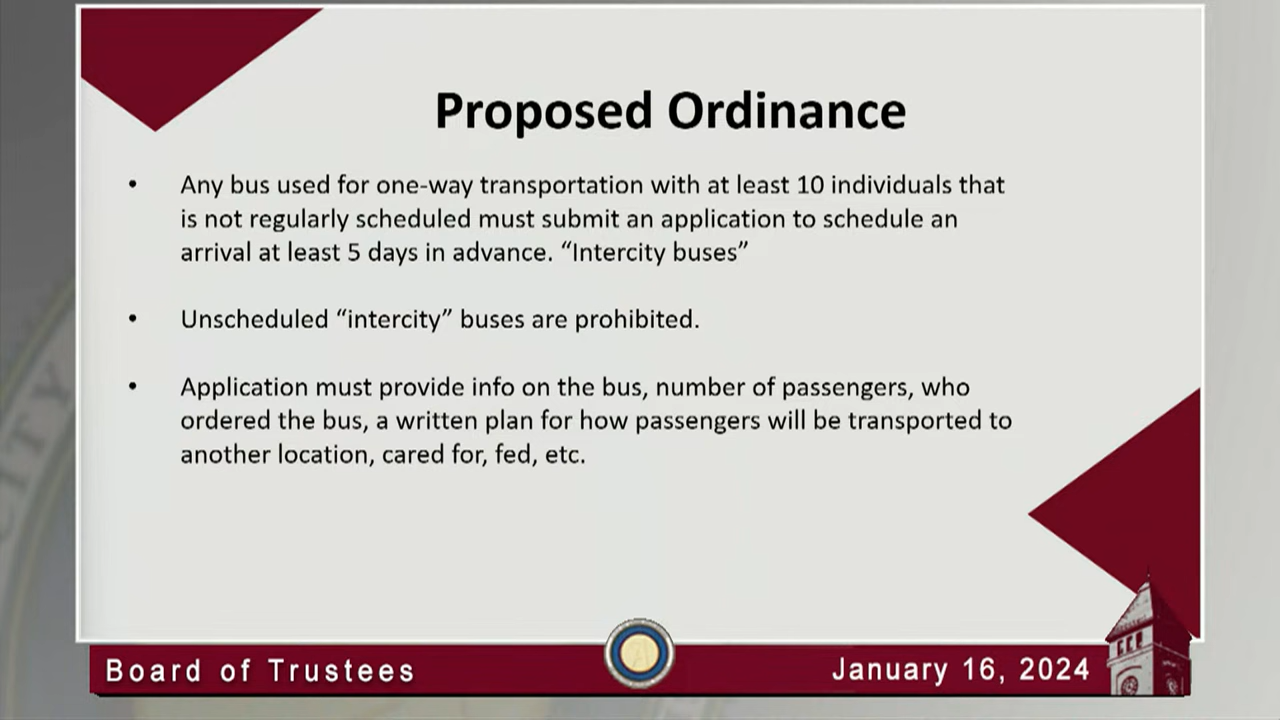 Proposed Ordinance
• Any bus used for one-way transportation with at least 10 individuals that
is not regularly scheduled must submit an application to schedule an
arrival at least 5 days in advance. “Intercity buses”
• Unscheduled “intercity” buses are prohibited.
• Application must provide info on the bus, number of passengers, who
ordered the bus, a written plan for how passengers will be transported to
another location, cared for, fed, etc.
Board of Trustees
January 16, 2024